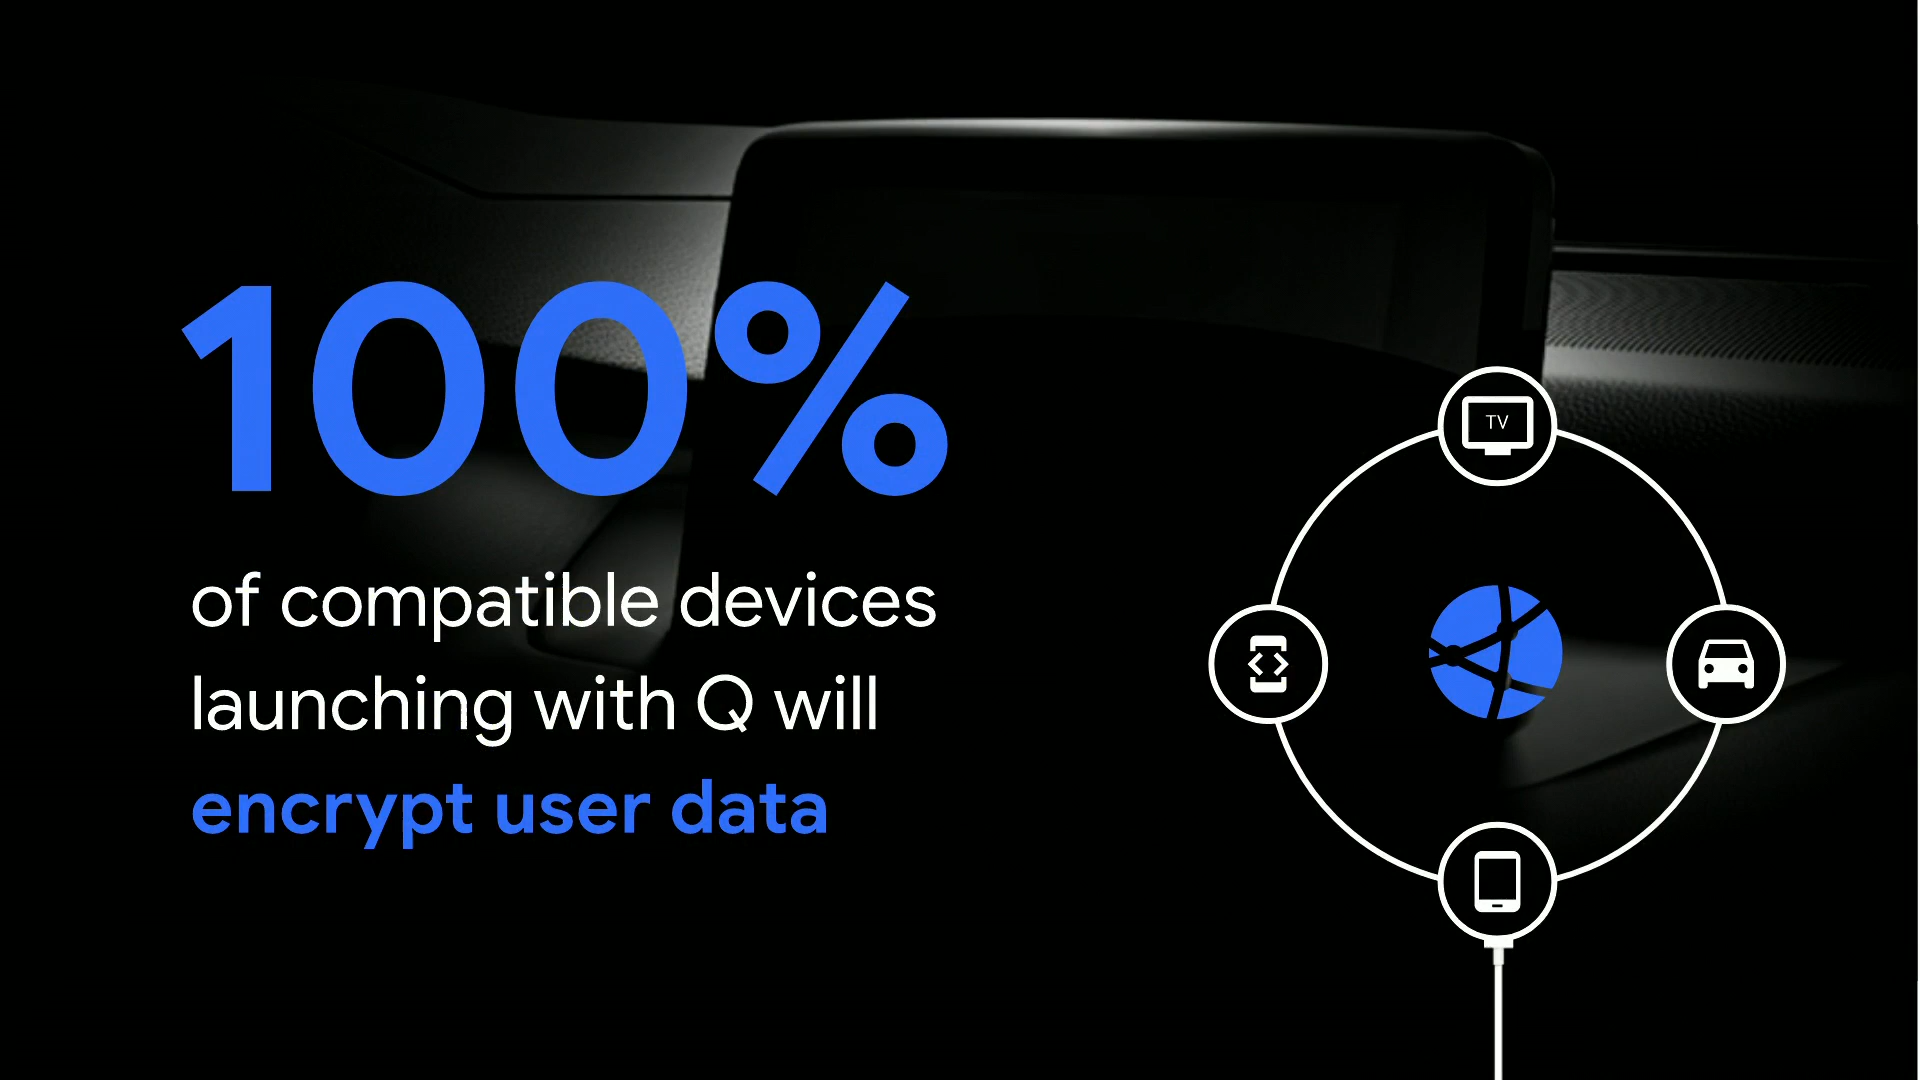 100%
of compatible devices
launching with Q will
encrypt user data
TV